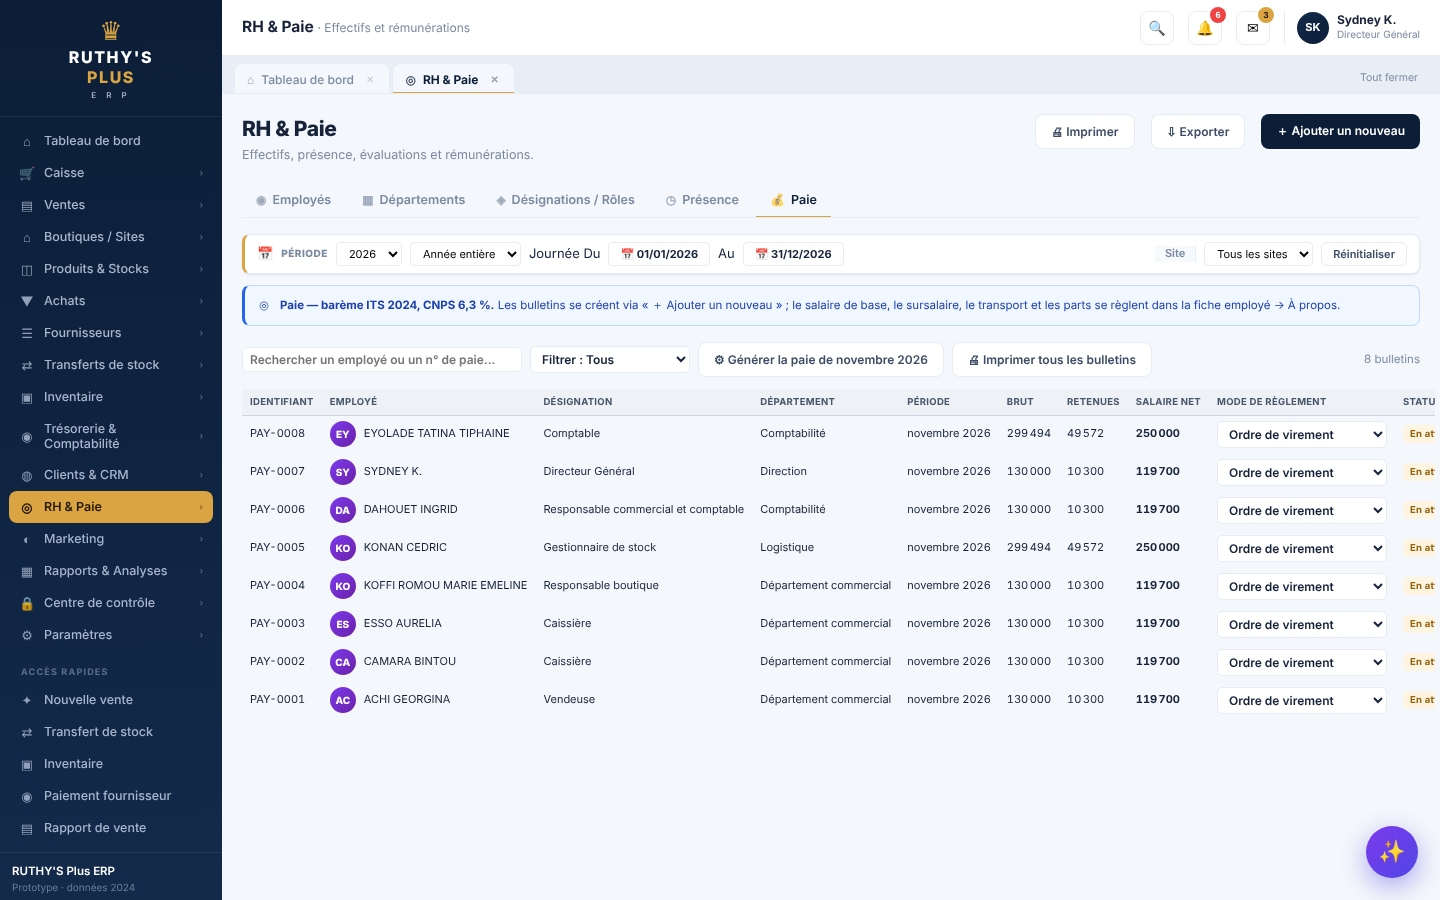 RUTHY'S
PLUS
E R P
Tableau de bord
Caisse
Ventes
Boutiques / Sites
Produits & Stocks
Achats
Fournisseurs
Transferts de stock
Inventaire
Trésorerie &
Comptabilité
Clients & CRM
RH & Paie
Marketing
Rapports & Analyses
Centre de contrôle
Paramètres
ACCÈS RAPIDES
Nouvelle vente
Transfert de stock
Inventaire
Paiement fournisseur
Rapport de vente
RUTHY'S Plus ERP
Prototype · données 2024
RH & Paie · Effectifs et rémunérations
6
3
SK
Sydney K.
Directeur Général
Tableau de bord ×
RH & Paie ×
Tout fermer
RH & Paie
Effectifs, présence, évaluations et rémunérations.
Imprimer
Exporter
+ Ajouter un nouveau
Employés
Départements
Désignations / Rôles
Présence
Paie
PÉRIODE 2026 Année entière Journée Du 01/01/2026 Au 31/12/2026 Site Tous les sites Réinitialiser
Paie — barème ITS 2024, CNPS 6,3 %. Les bulletins se créent via « + Ajouter un nouveau » ; le salaire de base, le sursalaire, le transport et les parts se règlent dans la fiche employé → À propos.
Rechercher un employé ou un n° de paie... Filtrer : Tous Générer la paie de novembre 2026 Imprimer tous les bulletins 8 bulletins
IDENTIFIANT EMPLOYÉ DÉSIGNATION DÉPARTEMENT PÉRIODE BRUT RETENUES SALAIRE NET MODE DE RÈGLEMENT STATU
PAY-0008 EY EYOLADE TATINA TIPHAINE Comptable Comptabilité novembre 2026 299 494 49 572 250 000 Ordre de virement En at
PAY-0007 SY SYDNEY K. Directeur Général Direction novembre 2026 130 000 10 300 119 700 Ordre de virement En at
PAY-0006 DA DAHOUET INGRID Responsable commercial et comptable Comptabilité novembre 2026 130 000 10 300 119 700 Ordre de virement En at
PAY-0005 KO KONAN CEDRIC Gestionnaire de stock Logistique novembre 2026 299 494 49 572 250 000 Ordre de virement En at
PAY-0004 KO KOFFI ROMOU MARIE EMELINE Responsable boutique Département commercial novembre 2026 130 000 10 300 119 700 Ordre de virement En at
PAY-0003 ES ESSO AURELIA Caissière Département commercial novembre 2026 130 000 10 300 119 700 Ordre de virement En at
PAY-0002 CA CAMARA BINTOU Caissière Département commercial novembre 2026 130 000 10 300 119 700 Ordre de virement En at
PAY-0001 AC ACHI GEORGINA Vendeuse Département commercial novembre 2026 130 000 10 300 119 700 Ordre de virement En at